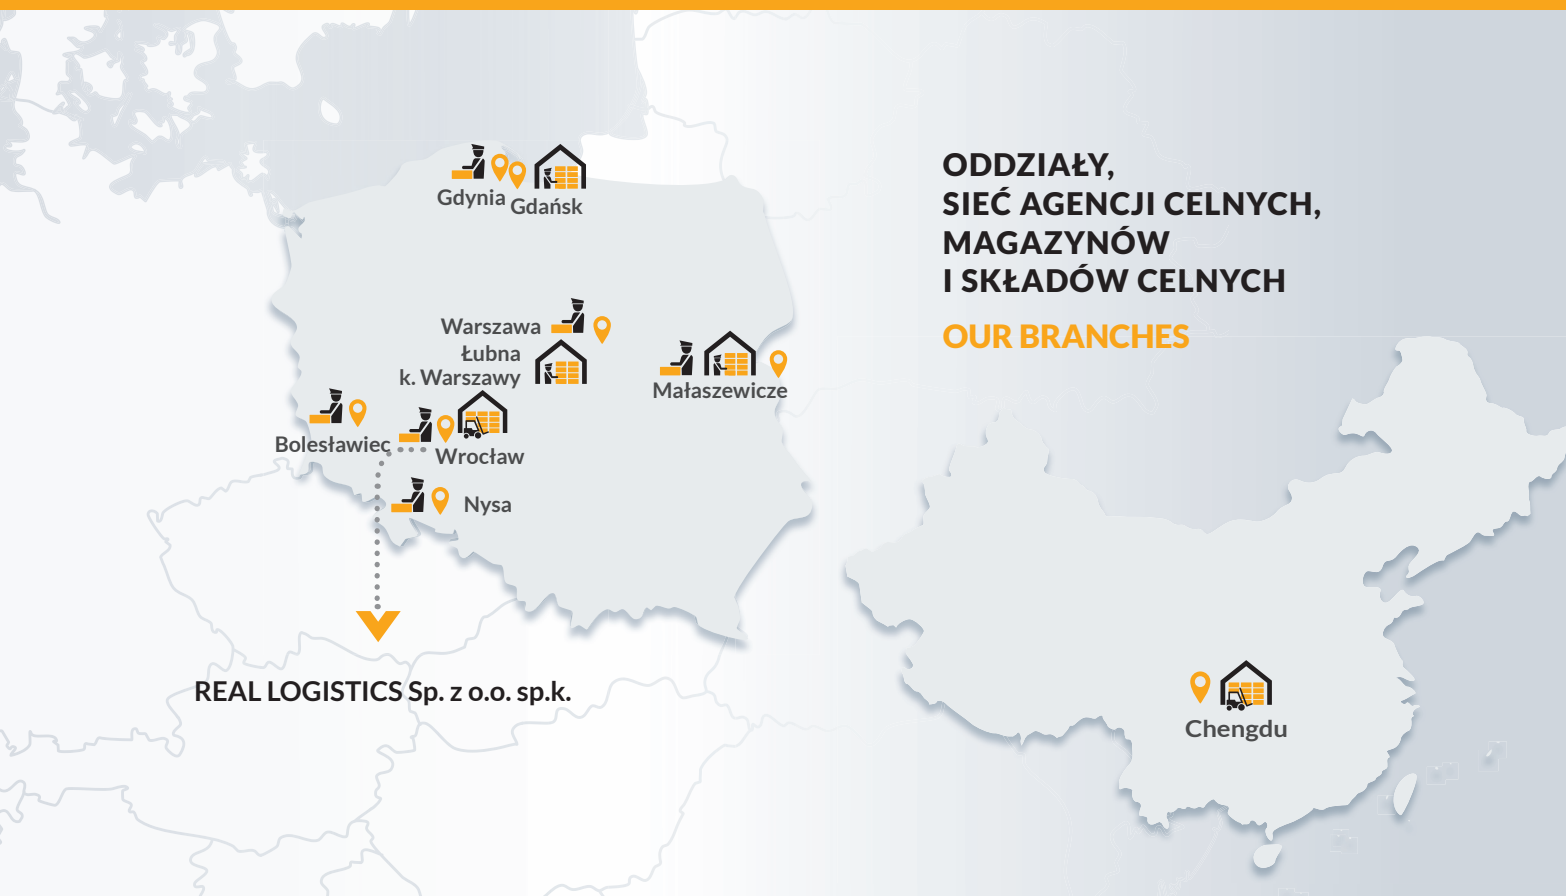 Gdynia
Gdańsk
Warszawa
Łubna
k. Warszawy
Małaszewicze
Bolesławiec
Wrocław
Nysa
REAL LOGISTICS Sp. z o.o. sp.k.
ODDZIAŁY,
SIEĆ AGENCJI CELNYCH,
MAGAZYNÓW
I SKŁADÓW CELNYCH
OUR BRANCHES
Chengdu